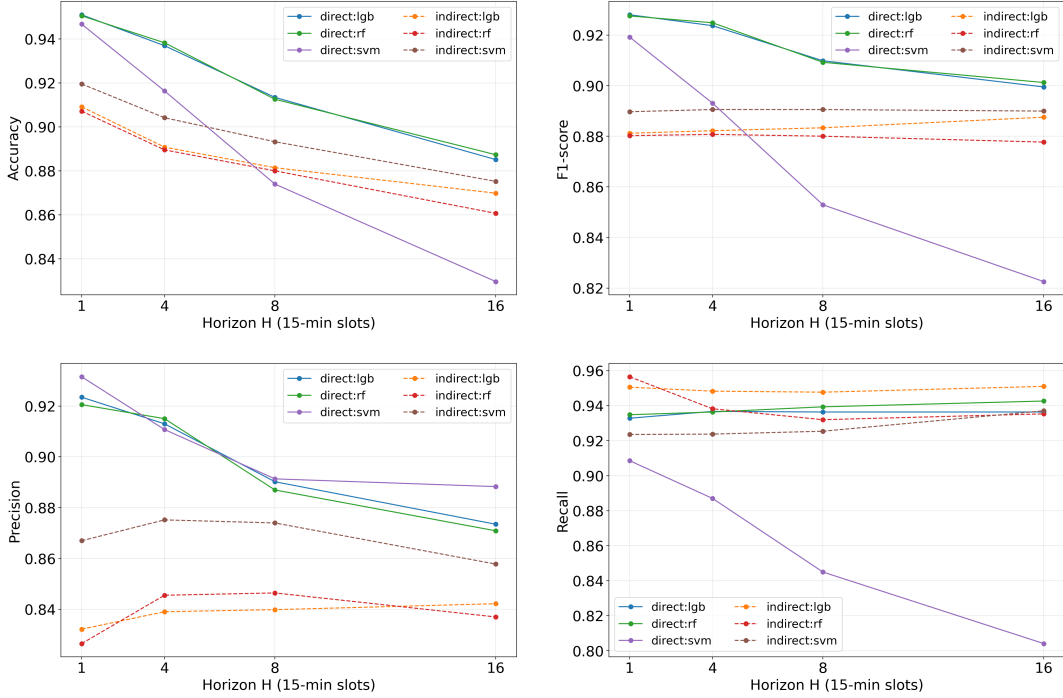 direct:lgb
direct:rf
direct:svm
indirect:lgb
indirect:rf
indirect:svm
Accuracy
0.94
0.92
0.90
0.88
0.86
0.84
1 4 8 16
Horizon H (15-min slots)
direct:lgb
direct:rf
direct:svm
indirect:lgb
indirect:rf
indirect:svm
F1-score
0.92
0.90
0.88
0.86
0.84
0.82
1 4 8 16
Horizon H (15-min slots)
direct:lgb
direct:rf
direct:svm
indirect:lgb
indirect:rf
indirect:svm
Precision
0.92
0.90
0.88
0.86
0.84
1 4 8 16
Horizon H (15-min slots)
Recall
0.96
0.94
0.92
0.90
0.88
0.86
0.84
0.82
0.80
direct:lgb
direct:rf
direct:svm
indirect:lgb
indirect:rf
indirect:svm
1 4 8 16
Horizon H (15-min slots)